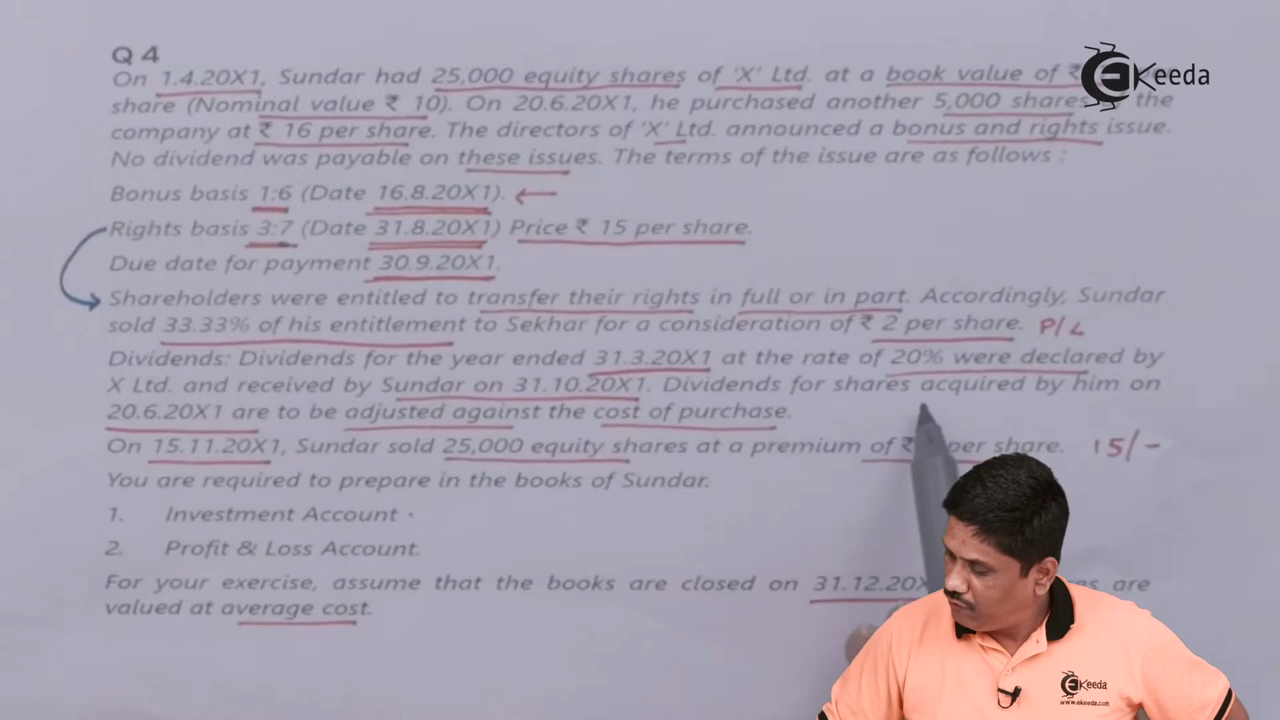 Q 4
On 1.4.20X1, Sundar had 25,000 equity shares of 'X' Ltd. at a book value of ₹
Keeda
share (Nominal value ₹ 10). On 20.6.20X1, he purchased another 5,000 shares the
company at ₹ 16 per share. The directors of 'X' Ltd. announced a bonus and rights issue.
No dividend was payable on these issues. The terms of the issue are as follows :
Bonus basis 1:6 (Date 16.8.20X1). ←
Rights basis 3:7 (Date 31.8.20X1) Price ₹ 15 per share.
Due date for payment 30.9.20X1.
Shareholders were entitled to transfer their rights in full or in part. Accordingly, Sundar
sold 33.33% of his entitlement to Sekhar for a consideration of ₹ 2 per share. P/L
Dividends: Dividends for the year ended 31.3.20X1 at the rate of 20% were declared by
X Ltd. and received by Sundar on 31.10.20X1. Dividends for shares acquired by him on
20.6.20X1 are to be adjusted against the cost of purchase.
On 15.11.20X1, Sundar sold 25,000 equity shares at a premium of ₹ per share. 15/-
You are required to prepare in the books of Sundar.
1. Investment Account
2. Profit & Loss Account.
For your exercise, assume that the books are closed on 31.12.20X are
valued at average cost.
Keeda
www.ekeeda.com